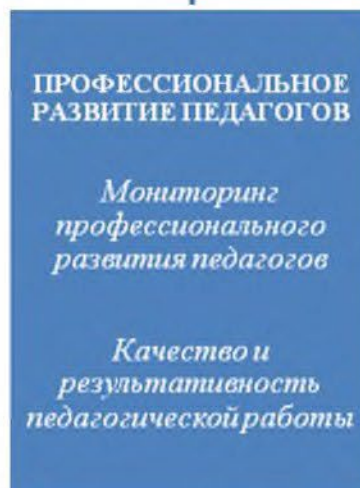 ПРОФЕССИОНАЛЬНОЕ
РАЗВИТИЕ ПЕДАГОГОВ
Мониторинг
профессионального
развития педагогов
Качество и
результативность
педагогической работы